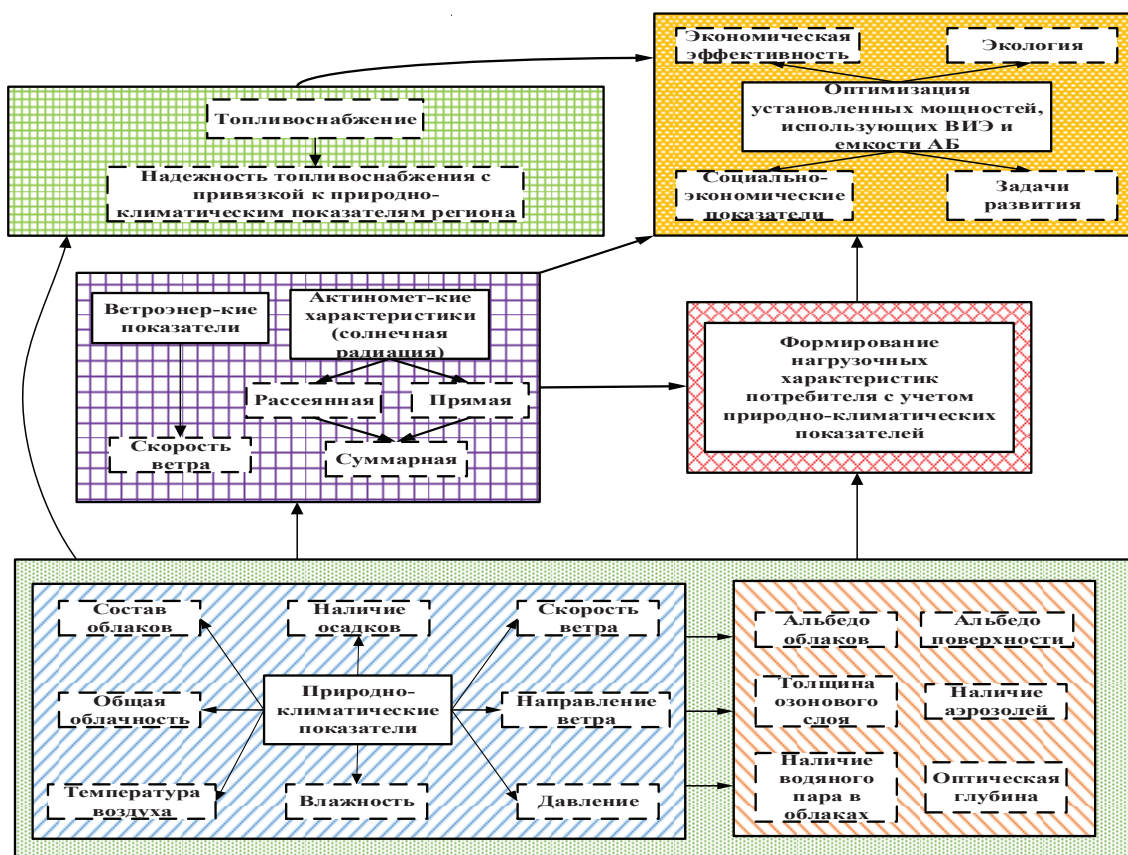 Экономическая
эффективность
Экология
Оптимизация
установленных мощностей,
использующих ВИЭ и
емкости АБ
Социально-
экономические
показатели
Задачи
развития
Топливоснабжение
Надежность топливоснабжения с
привязкой к природно-
климатическим показателям региона
Ветроэнер-кие
показатели
Актиномет-кие
характеристики
(солнечная
радиация)
Рассеянная
Прямая
Скорость
ветра
Суммарная
Формирование
нагрузочных
характеристик
потребителя с учетом
природно-климатических
показателей
Состав
облаков
Наличие
осадков
Скорость
ветра
Общая
облачность
Природно-
климатические
показатели
Направление
ветра
Температура
воздуха
Влажность
Давление
Альбедо
облаков
Альбедо
поверхности
Толщина
озонового
слоя
Наличие
аэрозолей
Наличие
водяного
пара в
облаках
Оптическая
глубина